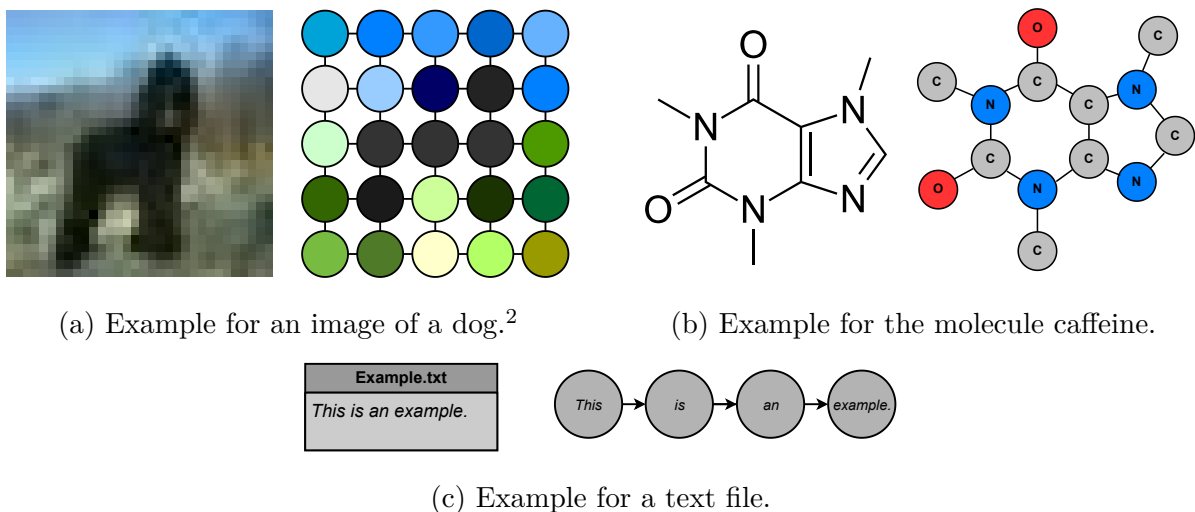 O
N
N
N
N
O
O
C
C
N
N
C
C
C
C
C
O
N
N
C
(a) Example for an image of a dog.²
(b) Example for the molecule caffeine.
Example.txt
This is an example.
This is an example.
(c) Example for a text file.